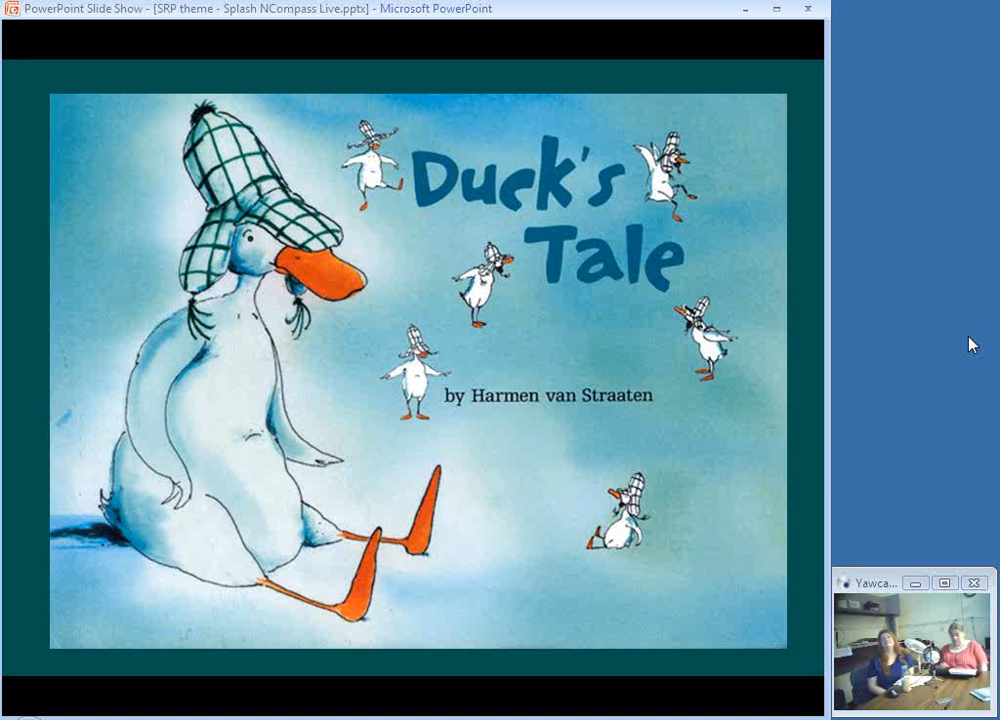 PowerPoint Slide Show - [SRP theme - Splash NCompass Live.pptx] - Microsoft PowerPoint
Duck's
Tale
by Harmen van Straaten
Yawca...